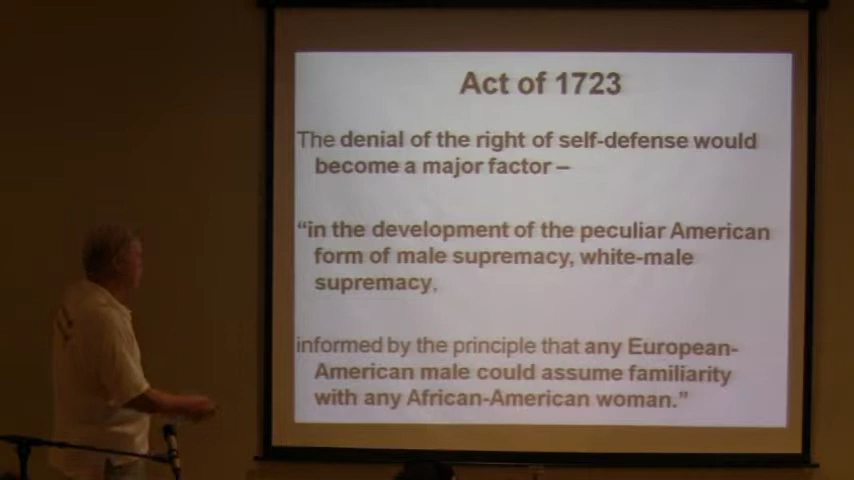 Act of 1723
The denial of the right of self-defense would
become a major factor –
“in the development of the peculiar American
form of male supremacy, white-male
supremacy,
informed by the principle that any European-
American male could assume familiarity
with any African-American woman.”